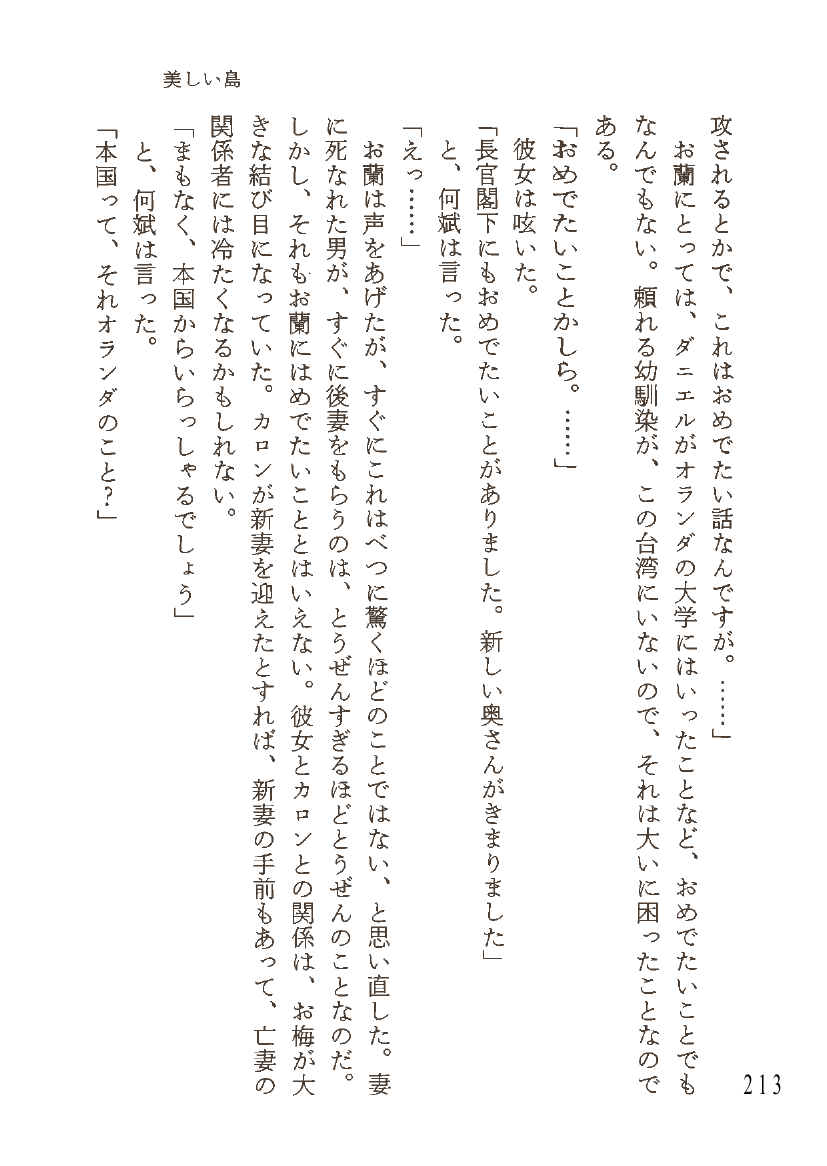 美しい島
攻されるとかで、これはおめでたい話なんですが。……」
お蘭にとっては、ダニエルがオランダの大学にはいったことなど、おめでたいことでも
なんでもない。頼れる幼馴染が、この台湾にいないので、それは大いに困ったことなので
ある。
「おめでたいことかしら。……」
彼女は呟いた。
「長官閣下にもおめでたいことがありました。新しい奥さんがきまりました」
と、何斌は言った。
「えっ……」
お蘭は声をあげたが、すぐにこれはべつに驚くほどのことではない、と思い直した。妻
に死なれた男が、すぐに後妻をもらうのは、とうぜんすぎるほどとうぜんのことなのだ。
しかし、それもお蘭にはめでたいこととはいえない。彼女とカロンとの関係は、お梅が大
きな結び目になっていた。カロンが新妻を迎えたとすれば、新妻の手前もあって、亡妻の
関係者には冷たくなるかもしれない。
「まもなく、本国からいらっしゃるでしょう」
と、何斌は言った。
「本国って、それオランダのこと？」
213